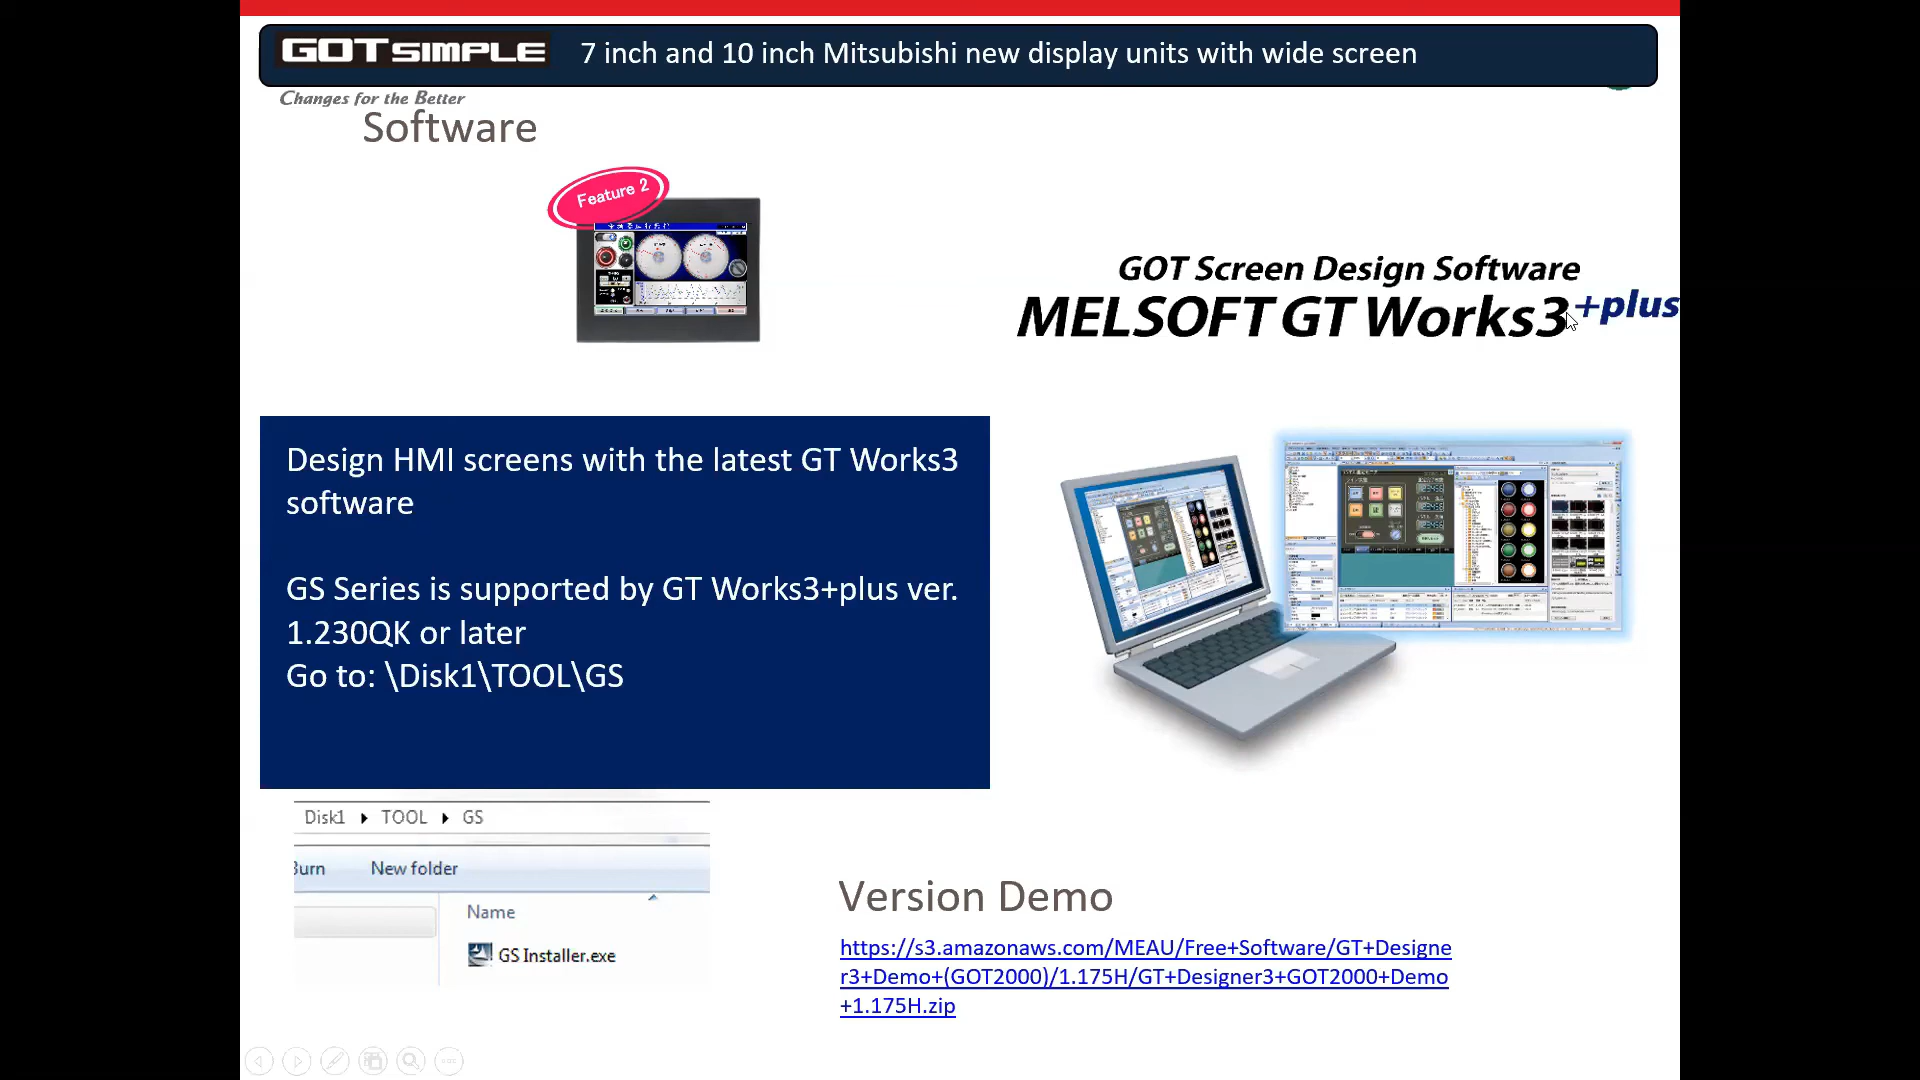 GOT SIMPLE 7 inch and 10 inch Mitsubishi new display units with wide screen
Changes for the Better
Software
Feature 2
GOT Screen Design Software
MELSOFT GT Works3 +plus
Design HMI screens with the latest GT Works3
software
GS Series is supported by GT Works3+plus ver.
1.230QK or later
Go to: \Disk1\TOOL\GS
Disk1 TOOL GS
Burn New folder
Name
GS Installer.exe
Version Demo
https://s3.amazonaws.com/MEAU/Free+Software/GT+Designe
r3+Demo+(GOT2000)/1.175H/GT+Designer3+GOT2000+Demo
+1.175H.zip